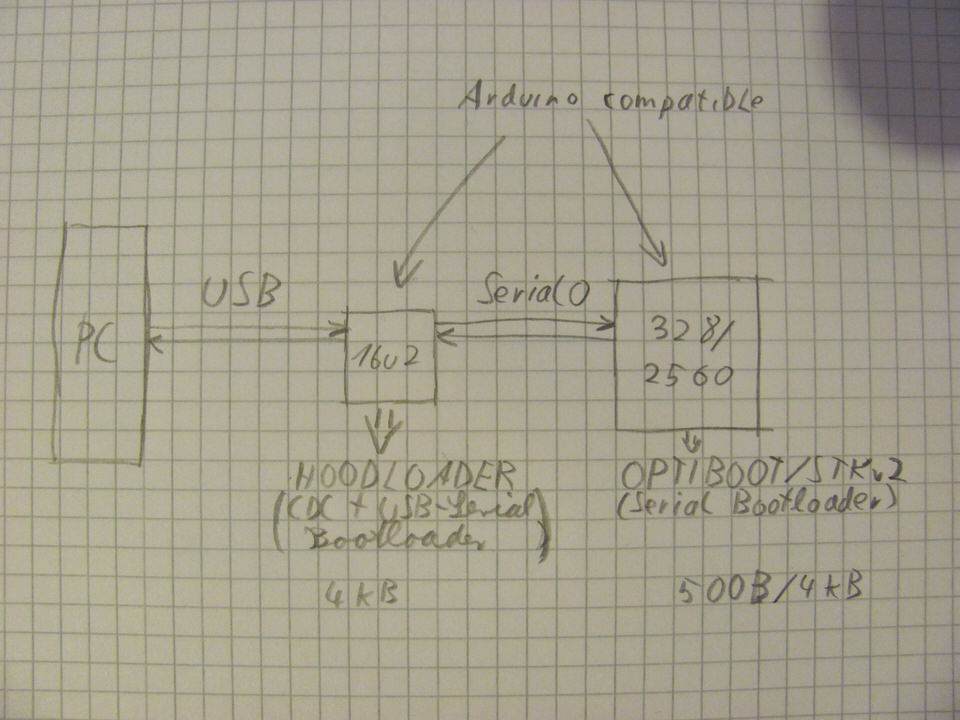 Arduino compatible
USB
Serial0
PC
16u2
328/
2560
HOODLOADER
(CDC + USB-Serial
Bootloader)
OPTIBOOT/STKv2
(Serial Bootloader)
4kB
500B/4kB